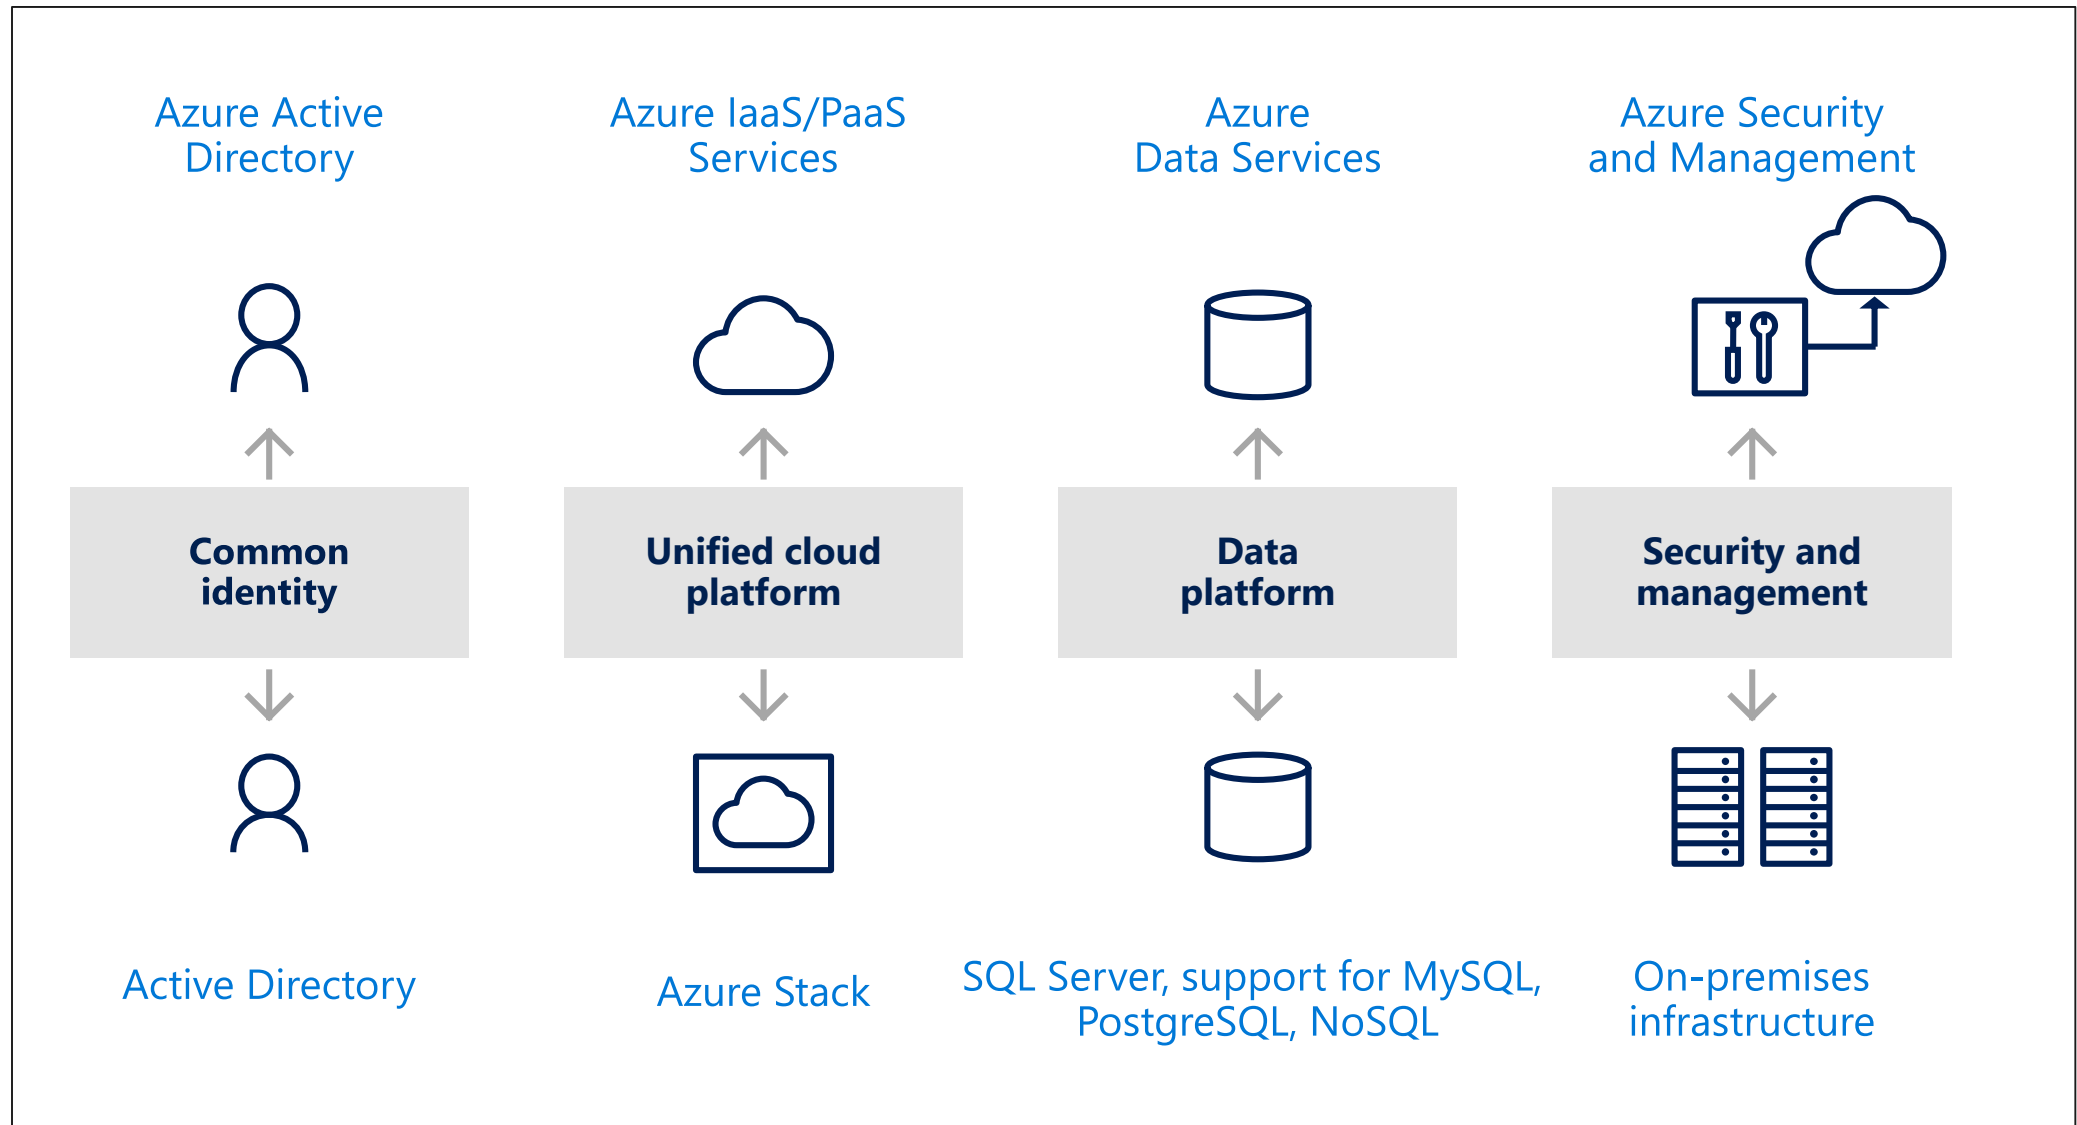 Azure Active
Directory
Azure IaaS/PaaS
Services
Azure
Data Services
Azure Security
and Management
Common
identity
Unified cloud
platform
Data
platform
Security and
management
Active Directory
Azure Stack
SQL Server, support for MySQL,
PostgreSQL, NoSQL
On-premises
infrastructure